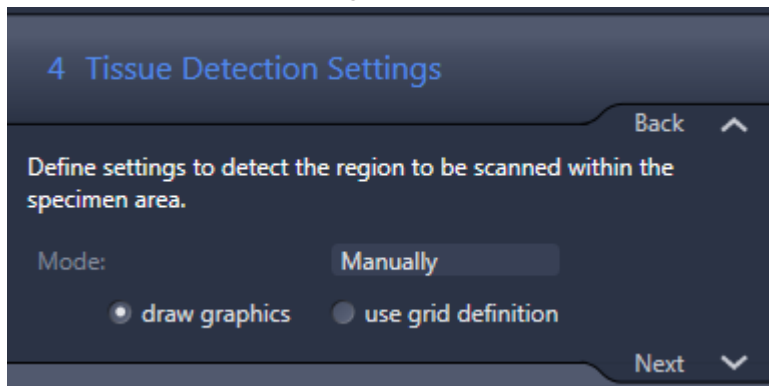 4 Tissue Detection Settings
Back
Define settings to detect the region to be scanned within the
specimen area.
Mode: Manually
draw graphics use grid definition
Next